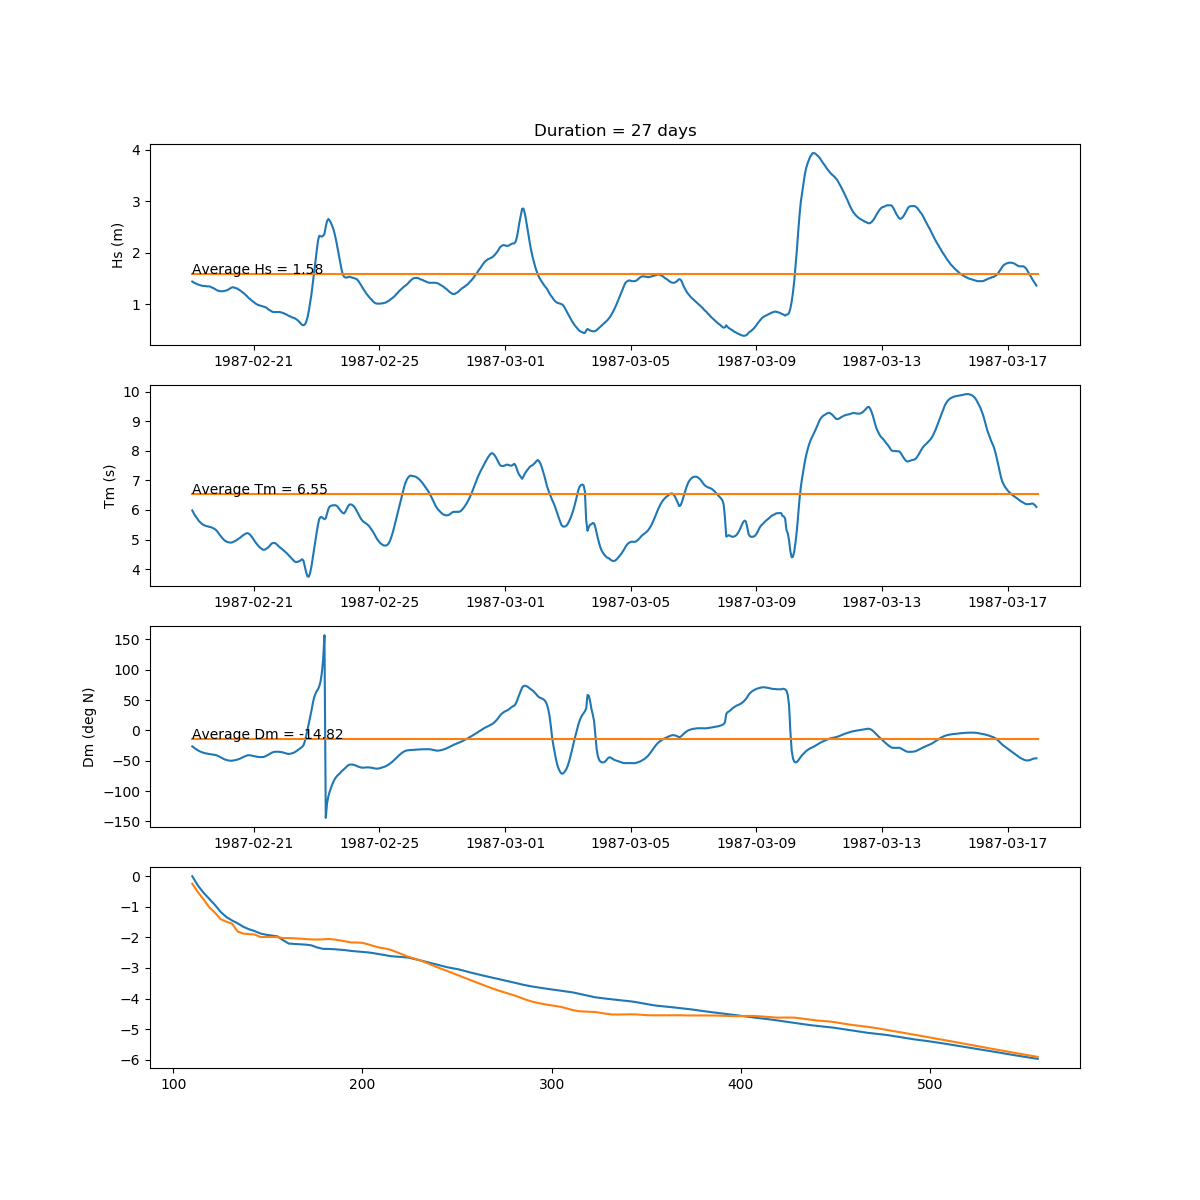 Duration = 27 days
4
3
2
1
Hs (m)
Average Hs = 1.58
1987-02-21 1987-02-25 1987-03-01 1987-03-05 1987-03-09 1987-03-13 1987-03-17
10
9
8
7
6
5
4
Tm (s)
Average Tm = 6.55
1987-02-21 1987-02-25 1987-03-01 1987-03-05 1987-03-09 1987-03-13 1987-03-17
150
100
50
0
−50
−100
−150
Dm (deg N)
Average Dm = -14.82
1987-02-21 1987-02-25 1987-03-01 1987-03-05 1987-03-09 1987-03-13 1987-03-17
0
−1
−2
−3
−4
−5
−6
100 200 300 400 500